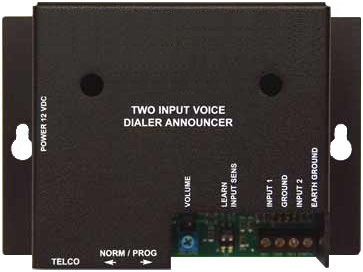 TWO INPUT VOICE
DIALER ANNOUNCER
POWER 12 VDC
VOLUME
LEARN
INPUT SENS
INPUT 1
GROUND
INPUT 2
EARTH GROUND
NORM / PROG
TELCO